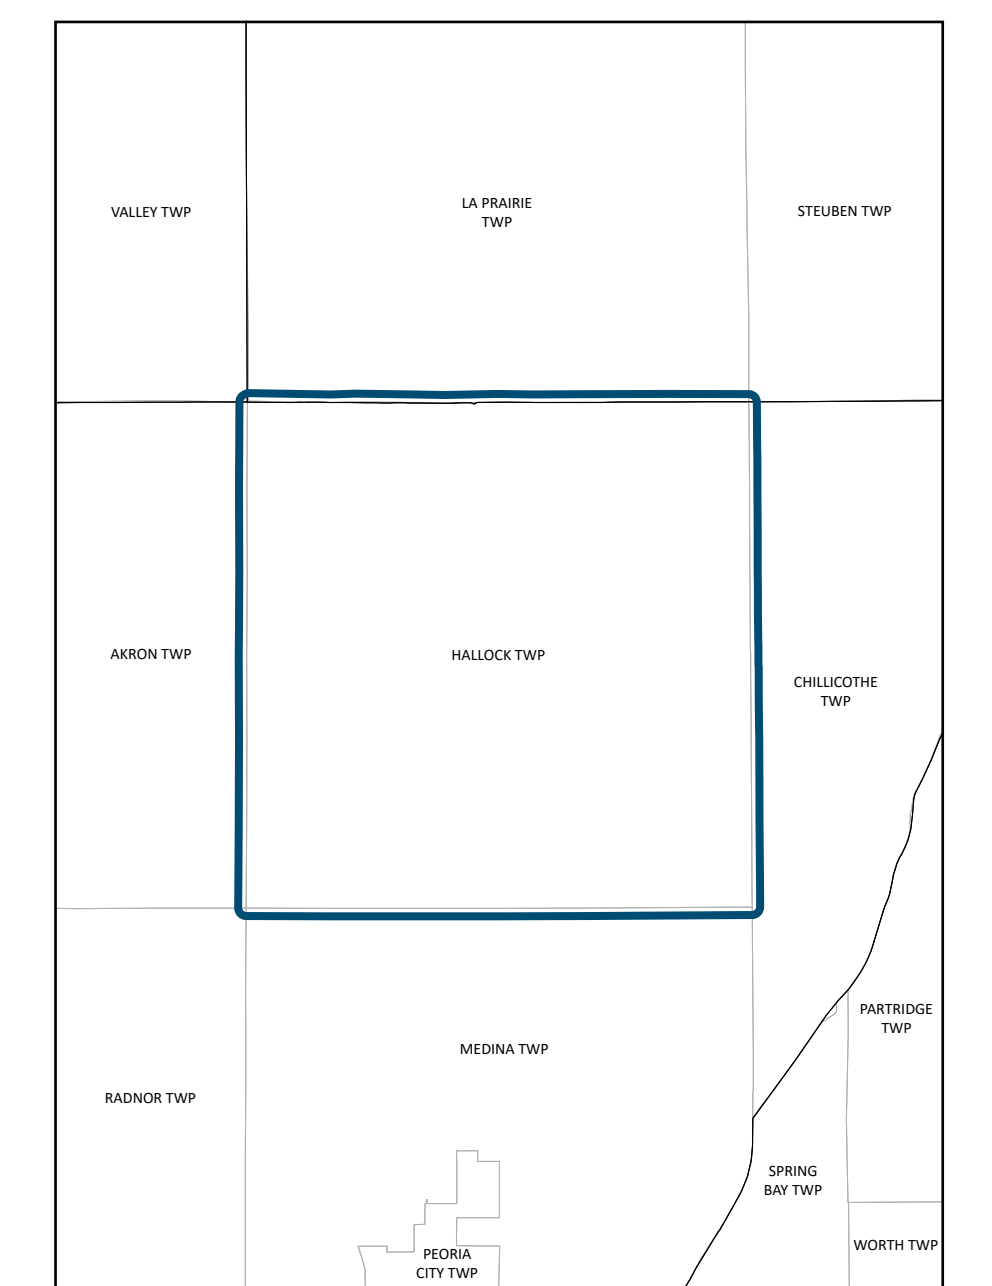 VALLEY TWP
LA PRAIRIE
TWP
STEUBEN TWP
AKRON TWP
HALLOCK TWP
CHILLICOTHE
TWP
PARTRIDGE
TWP
MEDINA TWP
RADNOR TWP
SPRING
BAY TWP
WORTH TWP
PEORIA
CITY TWP